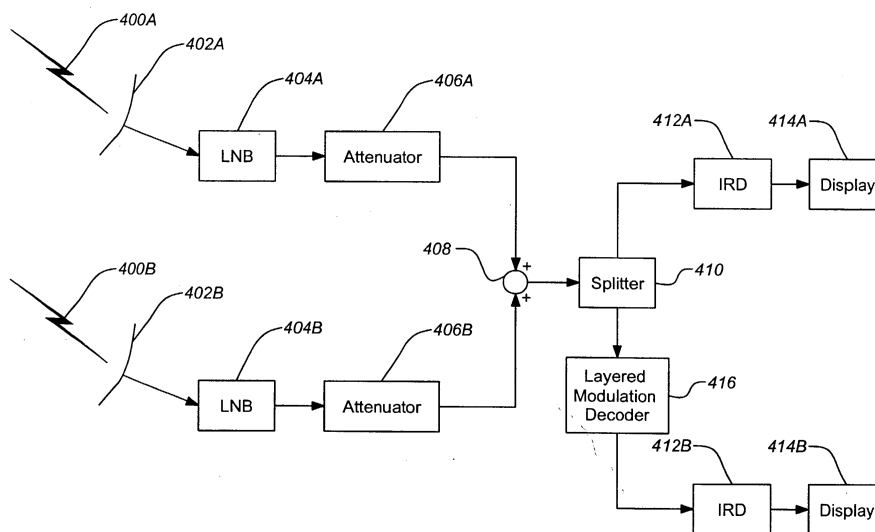 400A
402A
404A
406A
LNB
Attenuator
412A
414A
IRD
Display
400B
408
+
+
Splitter
410
402B
404B
406B
LNB
Attenuator
Layered
Modulation
Decoder
416
412B
414B
IRD
Display